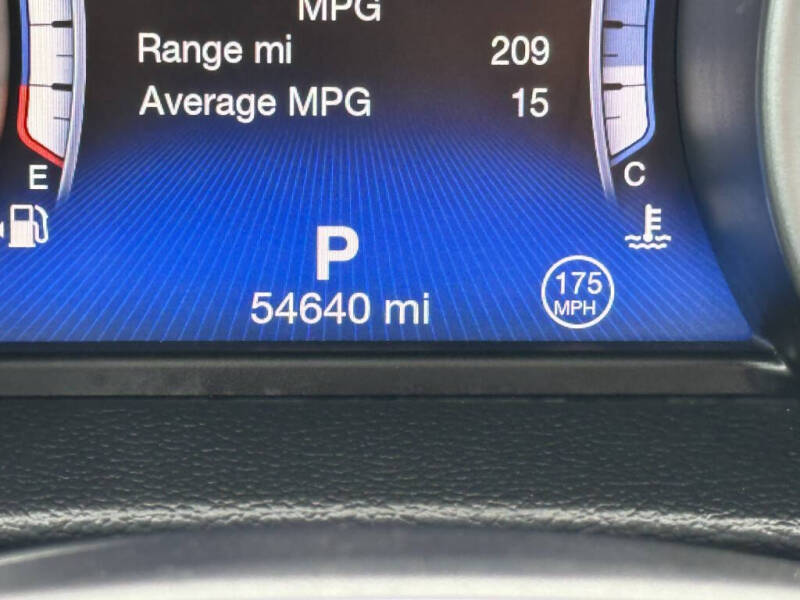 MPG
Range mi 209
Average MPG 15
E C
P
175
MPH
54640 mi